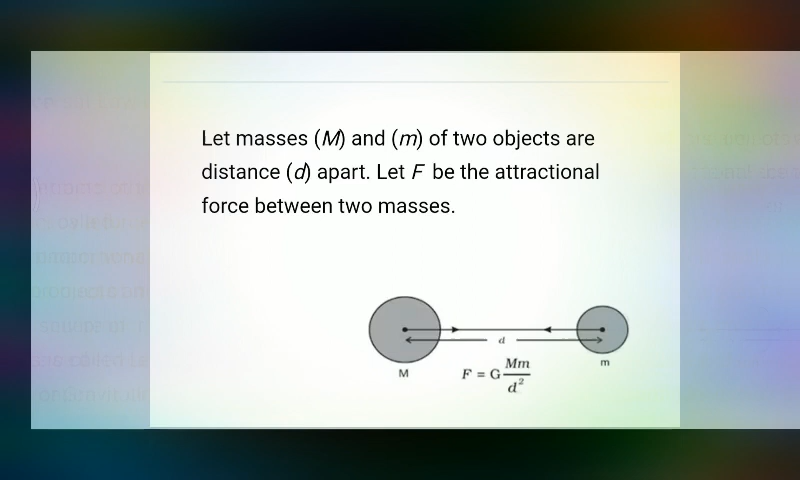 Let masses (M) and (m) of two objects are
distance (d) apart. Let F be the attractional
force between two masses.
d
M
m
F = G Mm/d²